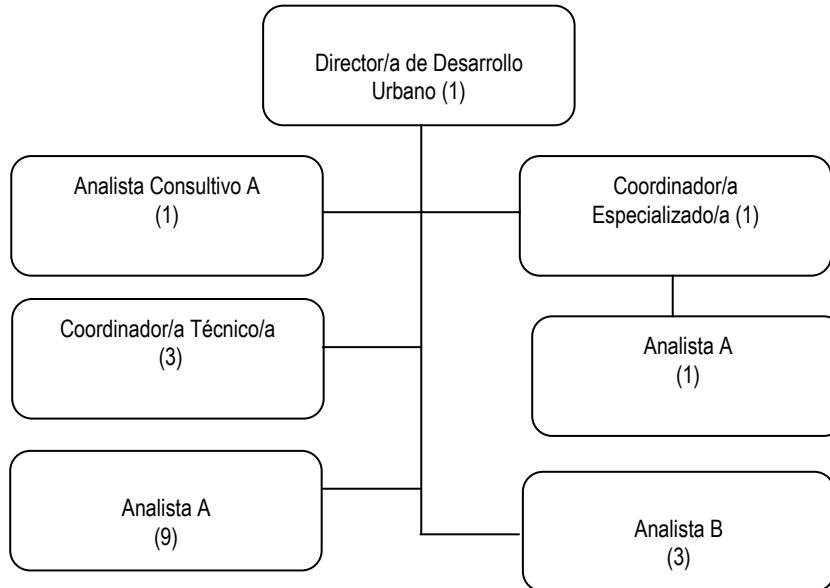 Director/a de Desarrollo
Urbano (1)
Analista Consultivo A
(1)
Coordinador/a
Especializado/a (1)
Coordinador/a Técnico/a
(3)
Analista A
(1)
Analista A
(9)
Analista B
(3)